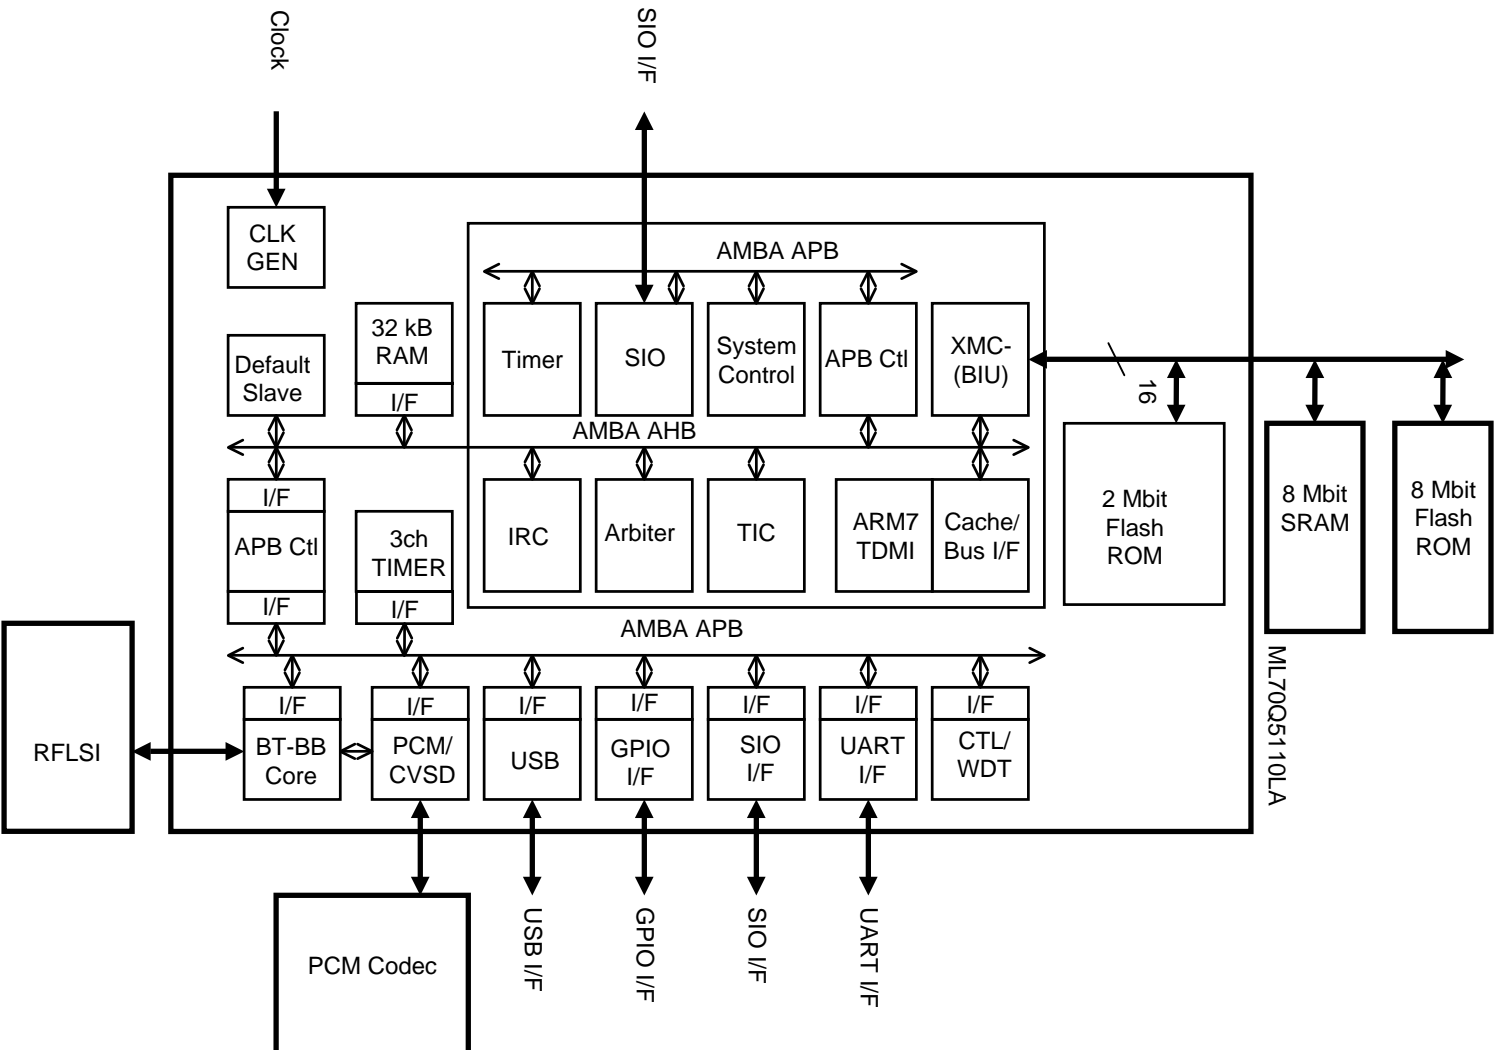 Clock
SIO I/F
CLK
GEN
AMBA APB
32 kB
RAM
I/F
Default
Slave
Timer
SIO
System
Control
APB Ctl
XMC-
(BIU)
16
AMBA AHB
I/F
APB Ctl
I/F
3ch
TIMER
I/F
IRC
Arbiter
TIC
ARM7
TDMI
Cache/
Bus I/F
2 Mbit
Flash
ROM
8 Mbit
SRAM
8 Mbit
Flash
ROM
AMBA APB
ML70Q5110LA
RFLSI
I/F
BT-BB
Core
I/F
PCM/
CVSD
I/F
USB
I/F
GPIO
I/F
I/F
SIO
I/F
I/F
UART
I/F
I/F
CTL/
WDT
PCM Codec
USB I/F
GPIO I/F
SIO I/F
UART I/F